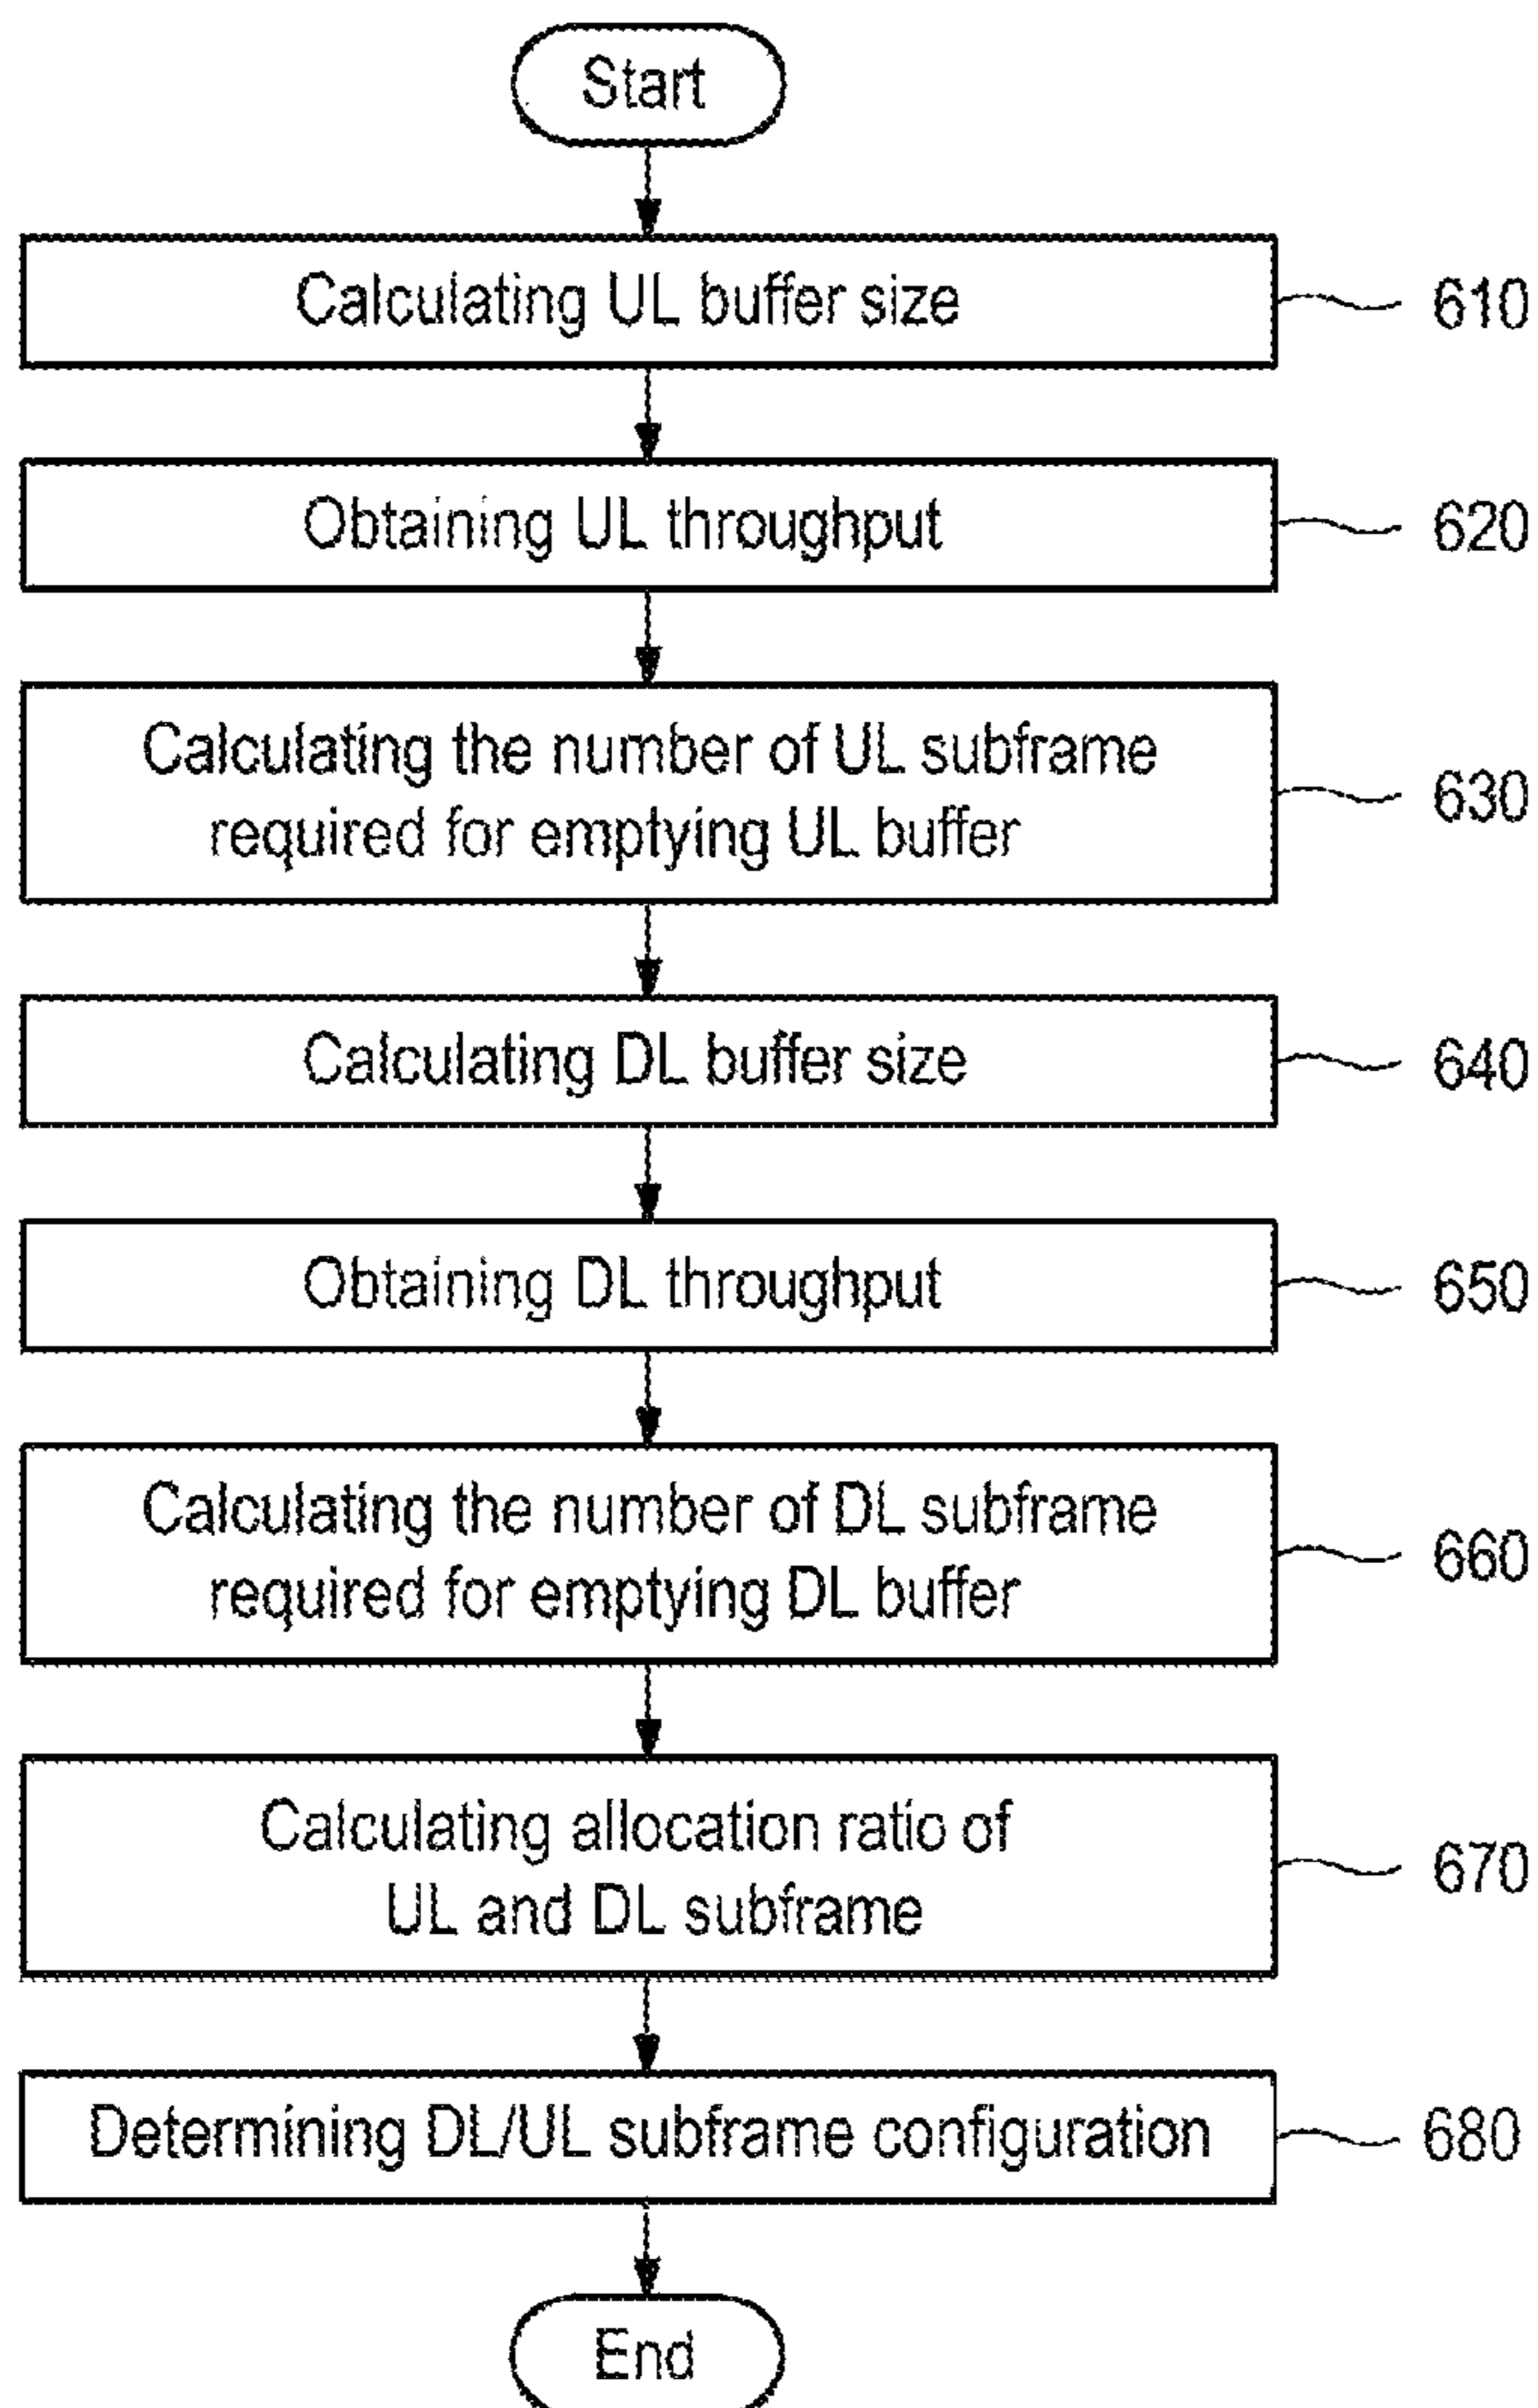 Start
Calculating UL buffer size
610
Obtaining UL throughput
620
Calculating the number of UL subframe
required for emptying UL buffer
630
Calculating DL buffer size
640
Obtaining DL throughput
650
Calculating the number of DL subframe
required for emptying DL buffer
660
Calculating allocation ratio of
UL and DL subframe
670
Determining DL/UL subframe configuration
680
End